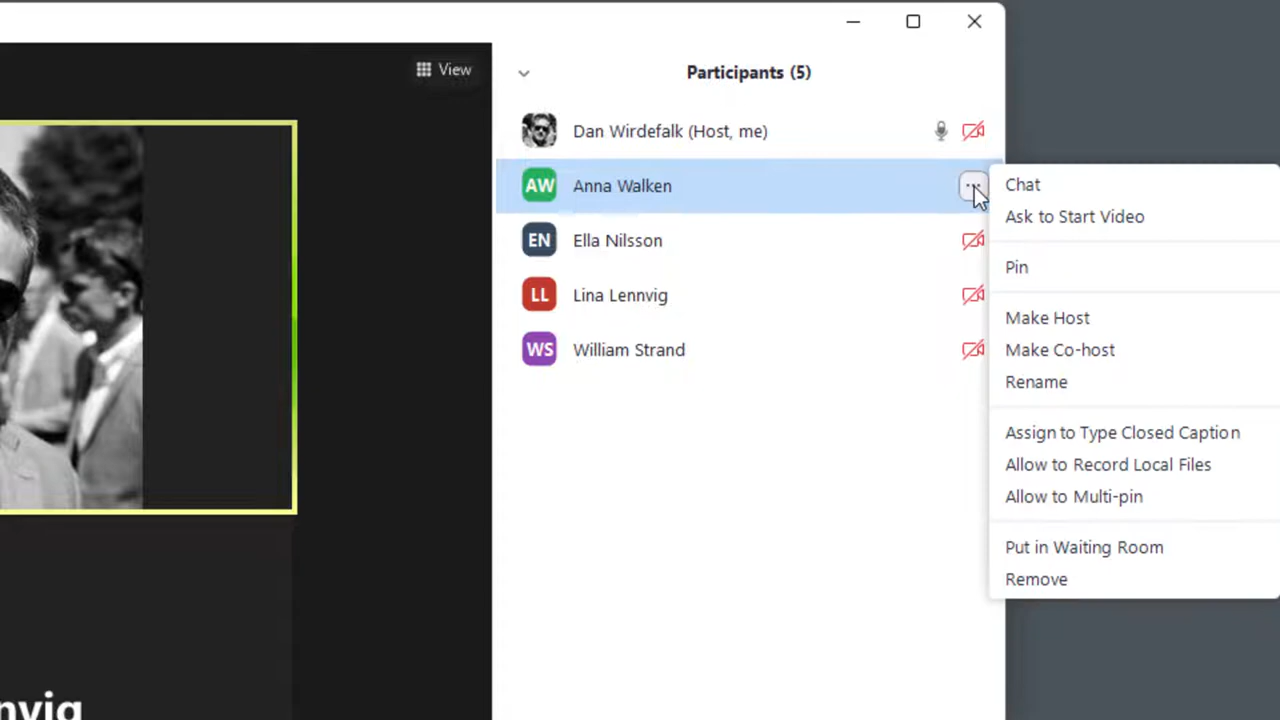 View
Participants (5)
Dan Wirdefalk (Host, me)
AW Anna Walken
EN Ella Nilsson
LL Lina Lennvig
WS William Strand
Chat
Ask to Start Video
Pin
Make Host
Make Co-host
Rename
Assign to Type Closed Caption
Allow to Record Local Files
Allow to Multi-pin
Put in Waiting Room
Remove
nvig